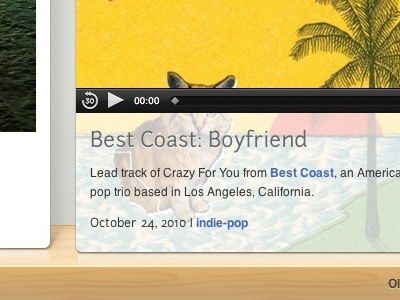 30
00:00
Best Coast: Boyfriend
Lead track of Crazy For You from Best Coast, an
pop trio based in Los Angeles, California.
October 24, 2010 | indie-pop